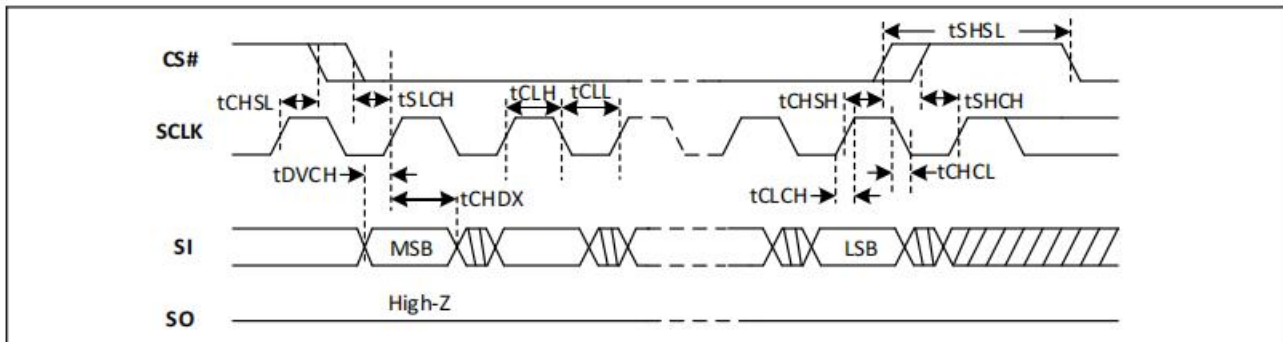 tSHSL
CS#
tCHSL tSLCH tCLH tCLL tCHSH tSHCH
SCLK
tDVCH tCHDX tCLCH tCHCL
SI MSB LSB
High-Z
SO